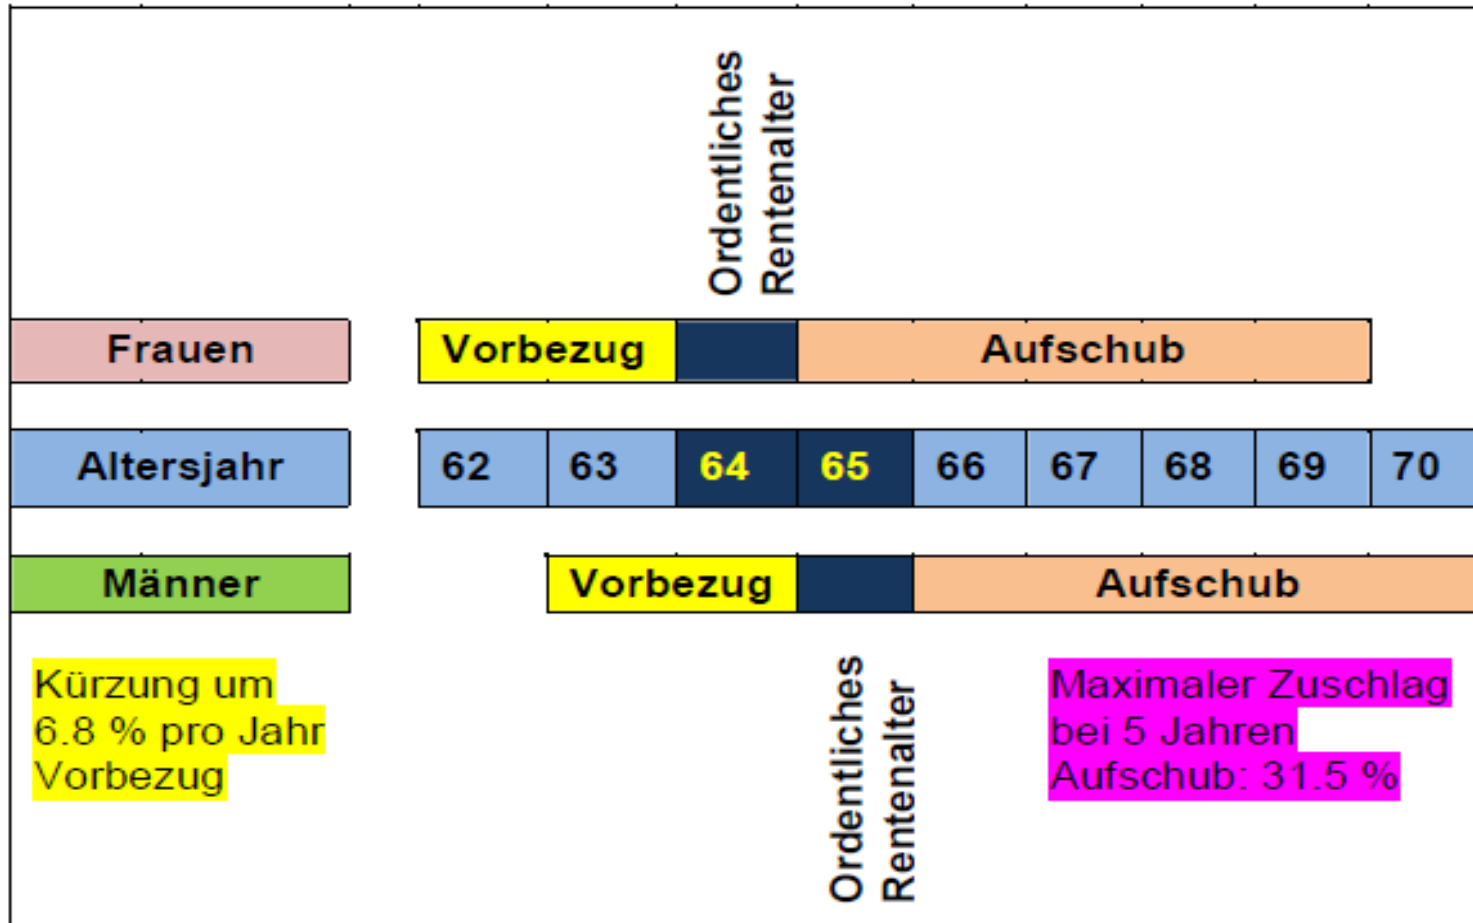 Ordentliches
Rentenalter
Frauen Vorbezug Aufschub
Altersjahr 62 63 64 65 66 67 68 69 70
Männer Vorbezug Aufschub
Kürzung um
6.8 % pro Jahr
Vorbezug
Ordentliches
Rentenalter
Maximaler Zuschlag
bei 5 Jahren
Aufschub: 31.5 %